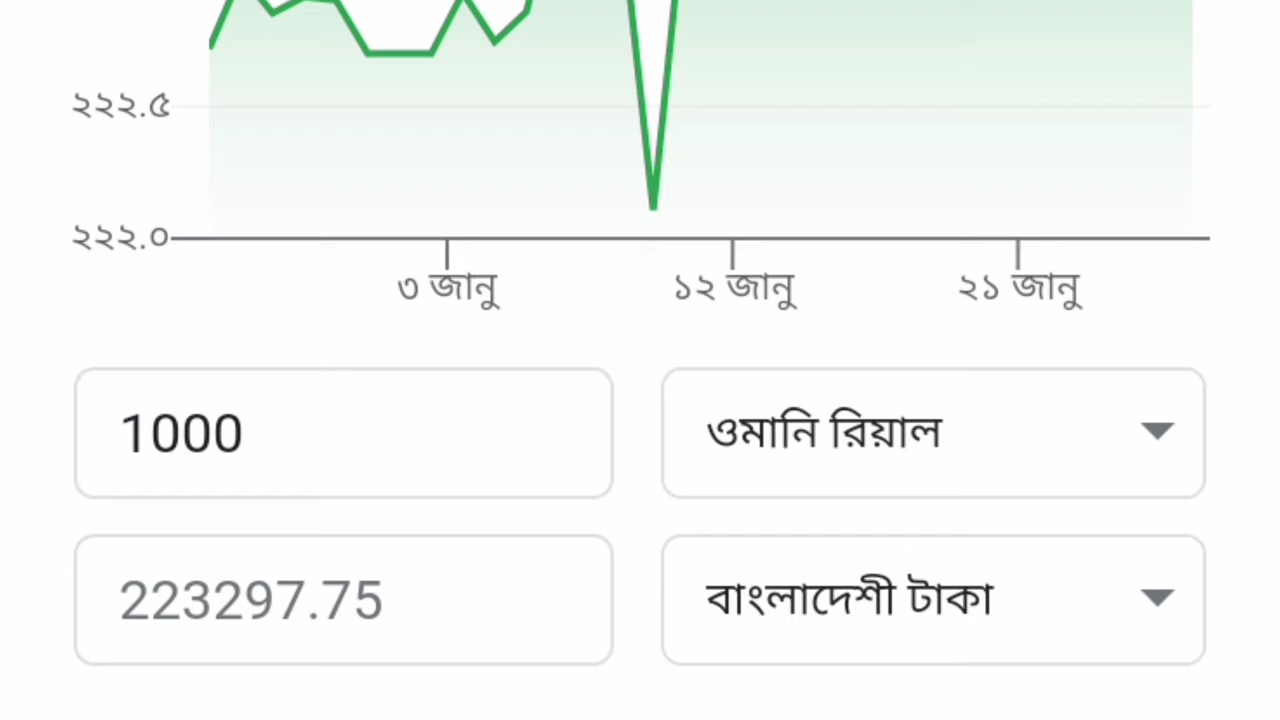 ২২২.৫
২২২.০
৩ জানু ১২ জানু ২১ জানু
1000 ওমানি রিয়াল
223297.75 বাংলাদেশী টাকা